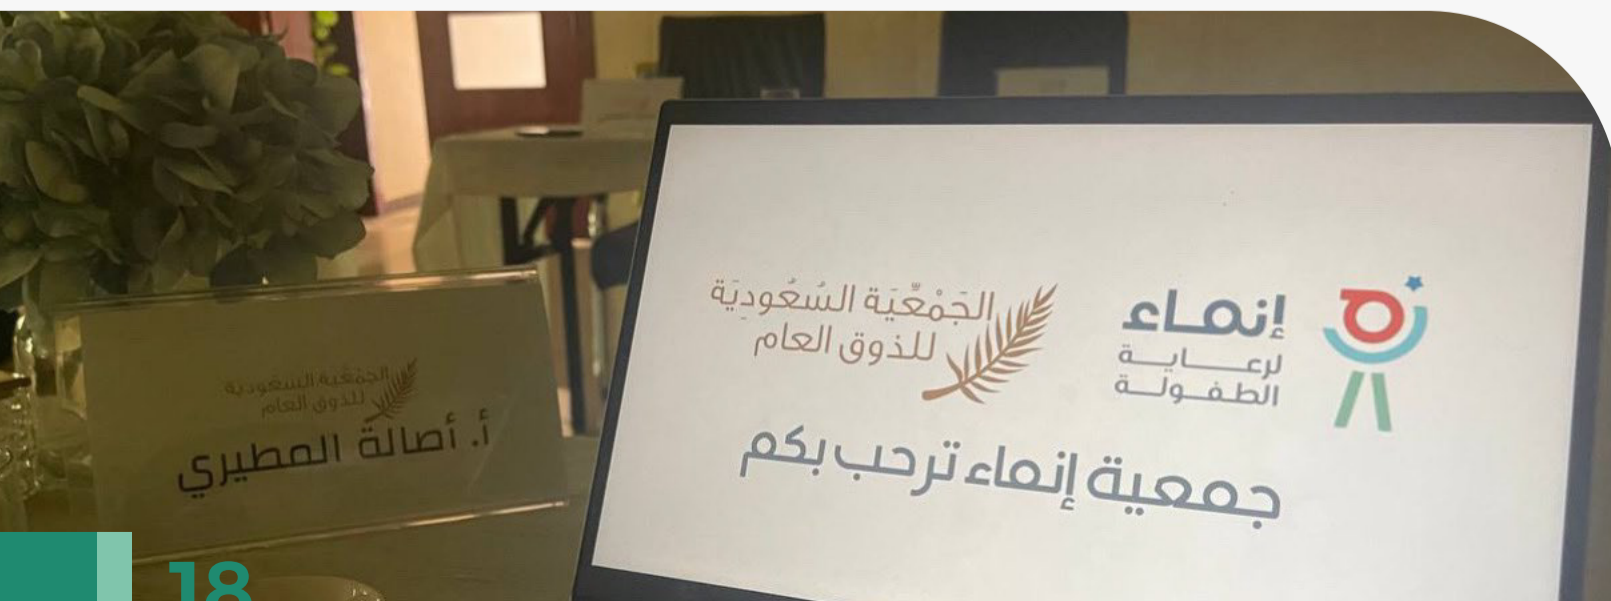 إنماء
لرعاية
الطفولة
الجَمْعِّيَة السُعُودِيَة
للذوق العام
جمعية إنماء ترحب بكم
الجمعية السعودية
للذوق العام
أ. أصالة المطيري
18